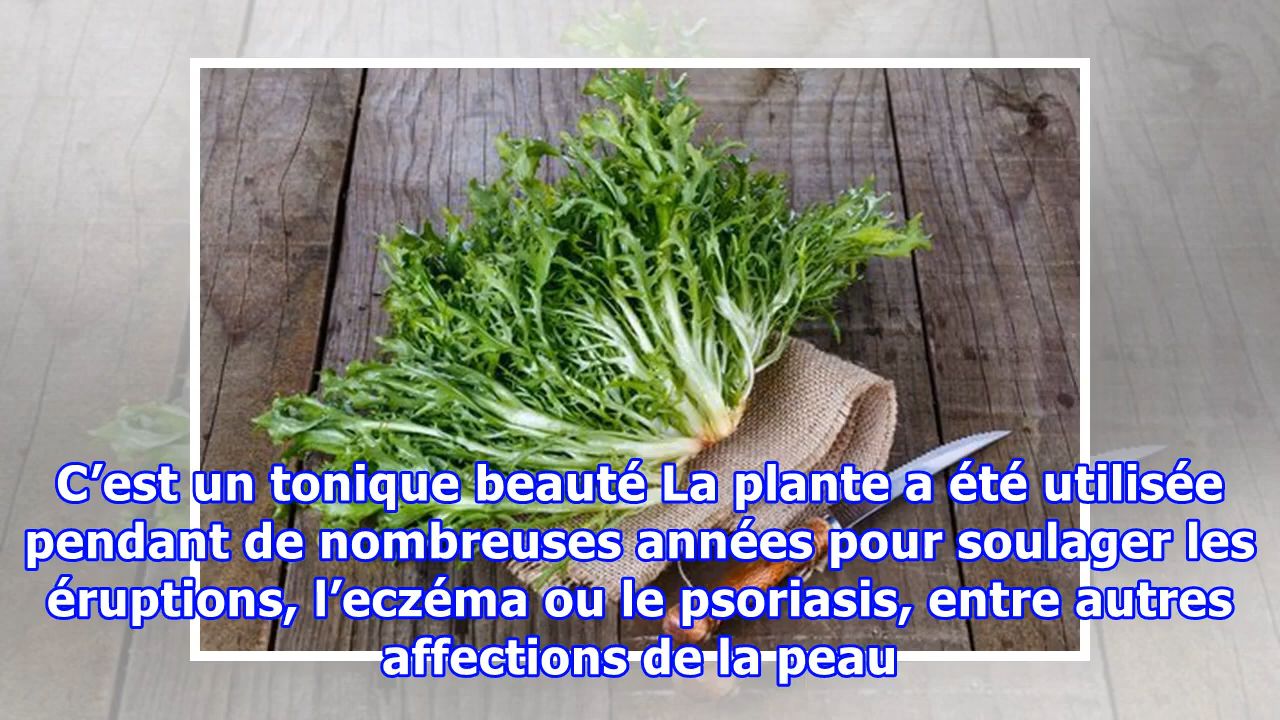 C’est un tonique beauté La plante a été utilisée
pendant de nombreuses années pour soulager les
éruptions, l’eczéma ou le psoriasis, entre autres
affections de la peau